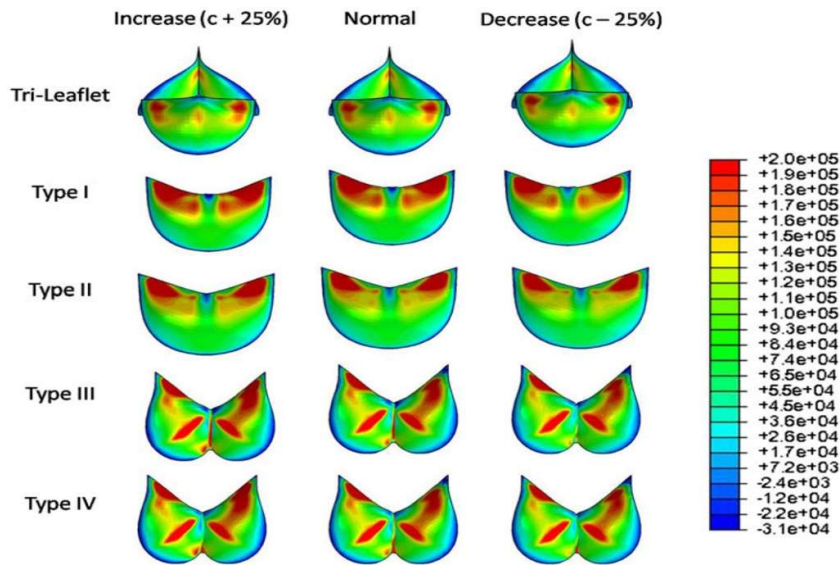 Increase (c + 25%) Normal Decrease (c – 25%)
Tri-Leaflet
Type I
Type II
Type III
Type IV
+2.0e+05
+1.9e+05
+1.8e+05
+1.7e+05
+1.6e+05
+1.5e+05
+1.3e+05
+1.2e+05
+1.1e+05
+1.0e+05
+9.3e+04
+8.4e+04
+7.4e+04
+6.5e+04
+5.5e+04
+4.5e+04
+3.6e+04
+2.6e+04
+1.7e+04
+7.2e+03
-2.4e+03
-1.2e+04
-2.2e+04
-3.1e+04